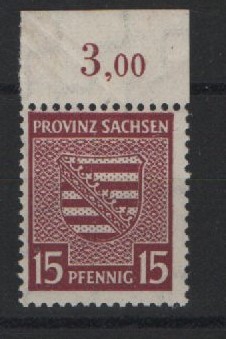 3,00
PROVINZ SACHSEN
15 PFENNIG 15